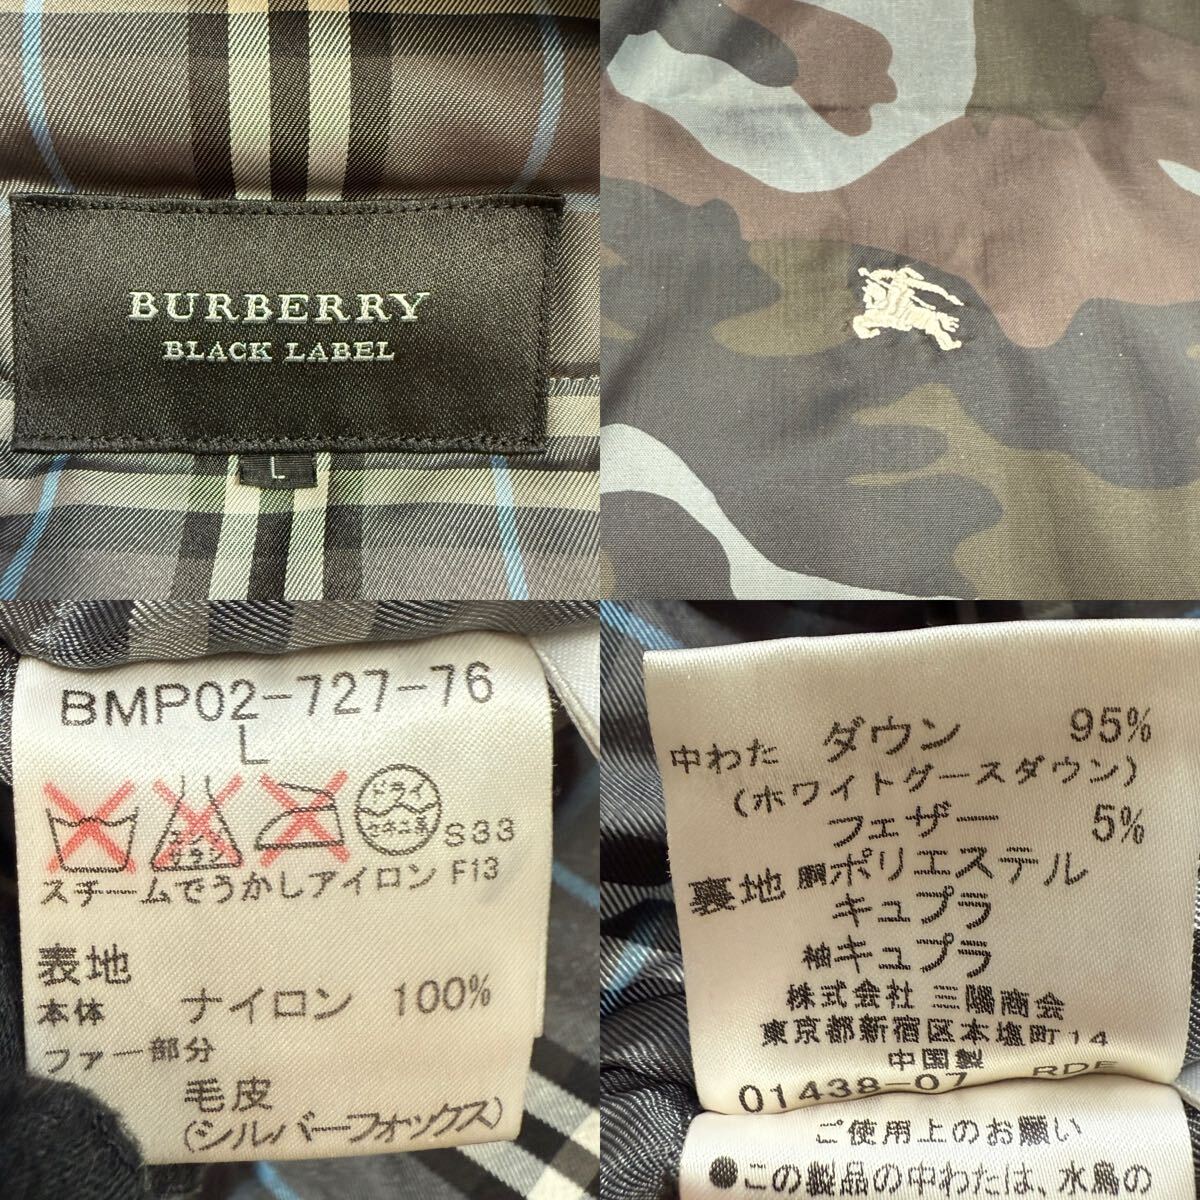 BURBERRY
BLACK LABEL
L
BMP02-727-76
L
エンソ
サラシ
ドライ
セキユ系
S33
スチームでうかしアイロン F13
表地
本体 ナイロン 100%
ファー部分
毛皮
(シルバーフォックス)
中わた ダウン 95%
(ホワイトグースダウン)
フェザー 5%
裏地 胴ポリエステル
キュプラ
袖キュプラ
株式会社 三陽商会
東京都新宿区本塩町14
中国製
01438-07 RDE
ご使用上のお願い
●この製品の中わたは、水鳥の